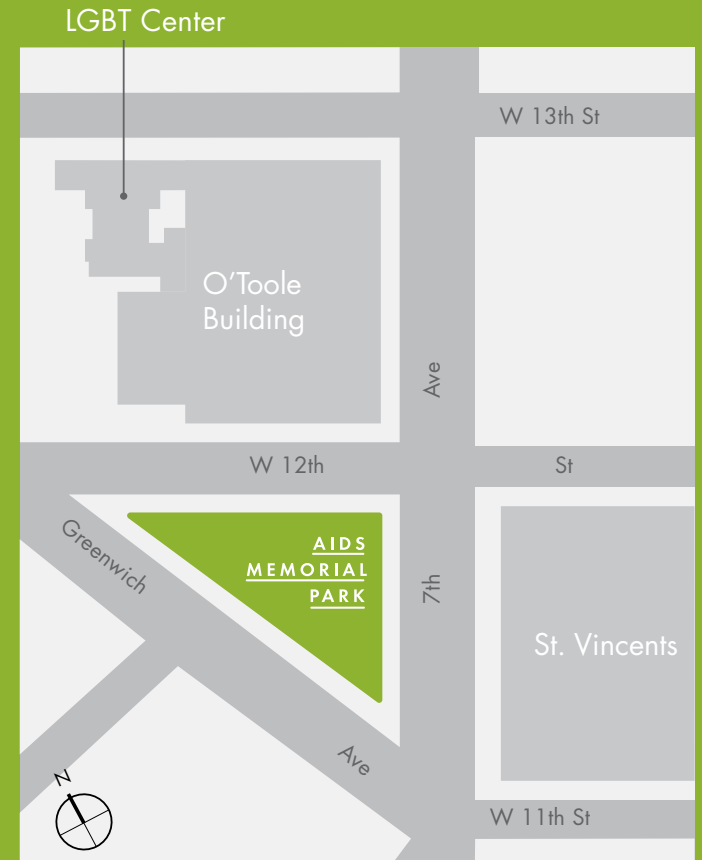 LGBT Center
W 13th St
O'Toole
Building
Ave
W 12th
St
Greenwich
AIDS
MEMORIAL
PARK
7th
St. Vincents
Ave
N
W 11th St